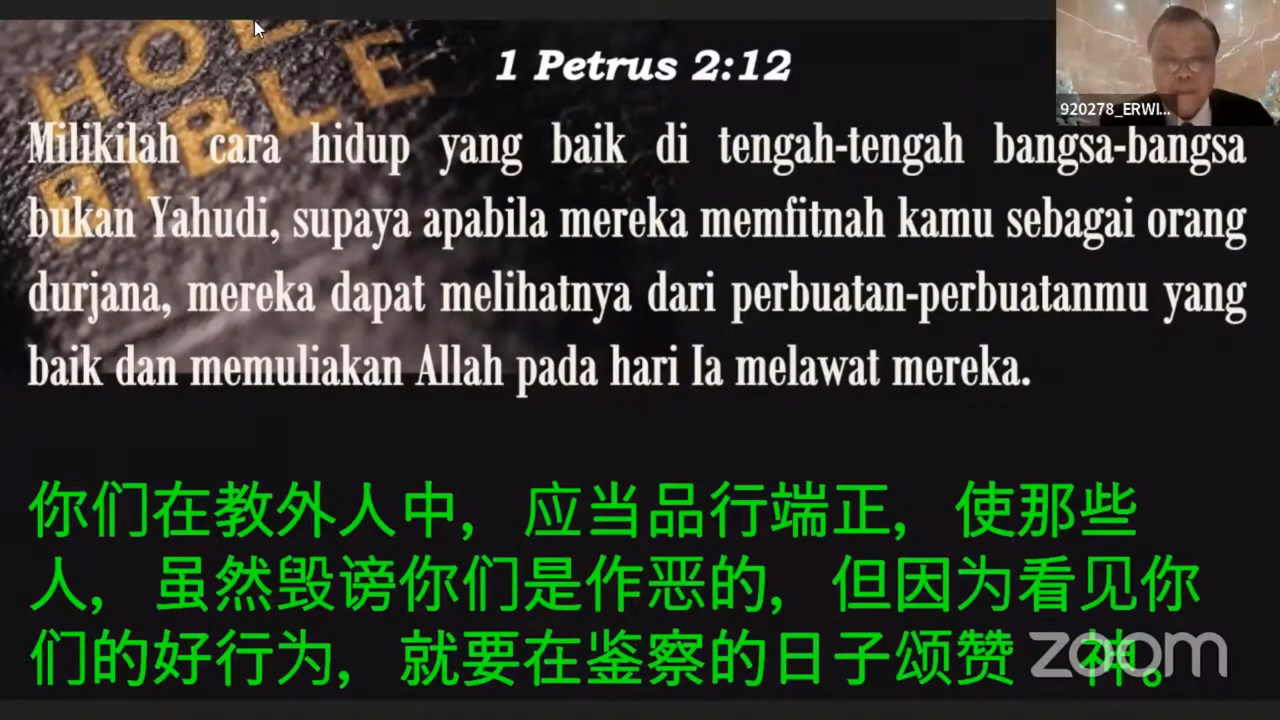 HOL
BIBLE
1 Petrus 2:12
920278_ERWI...
Milikilah cara hidup yang baik di tengah-tengah bangsa-bangsa
bukan Yahudi, supaya apabila mereka memfitnah kamu sebagai orang
durjana, mereka dapat melihatnya dari perbuatan-perbuatanmu yang
baik dan memuliakan Allah pada hari Ia melawat mereka.
你们在教外人中, 应当品行端正, 使那些
人, 虽然毁谤你们是作恶的, 但因为看见你
们的好行为, 就要在鉴察的日子颂赞 神。
zoom